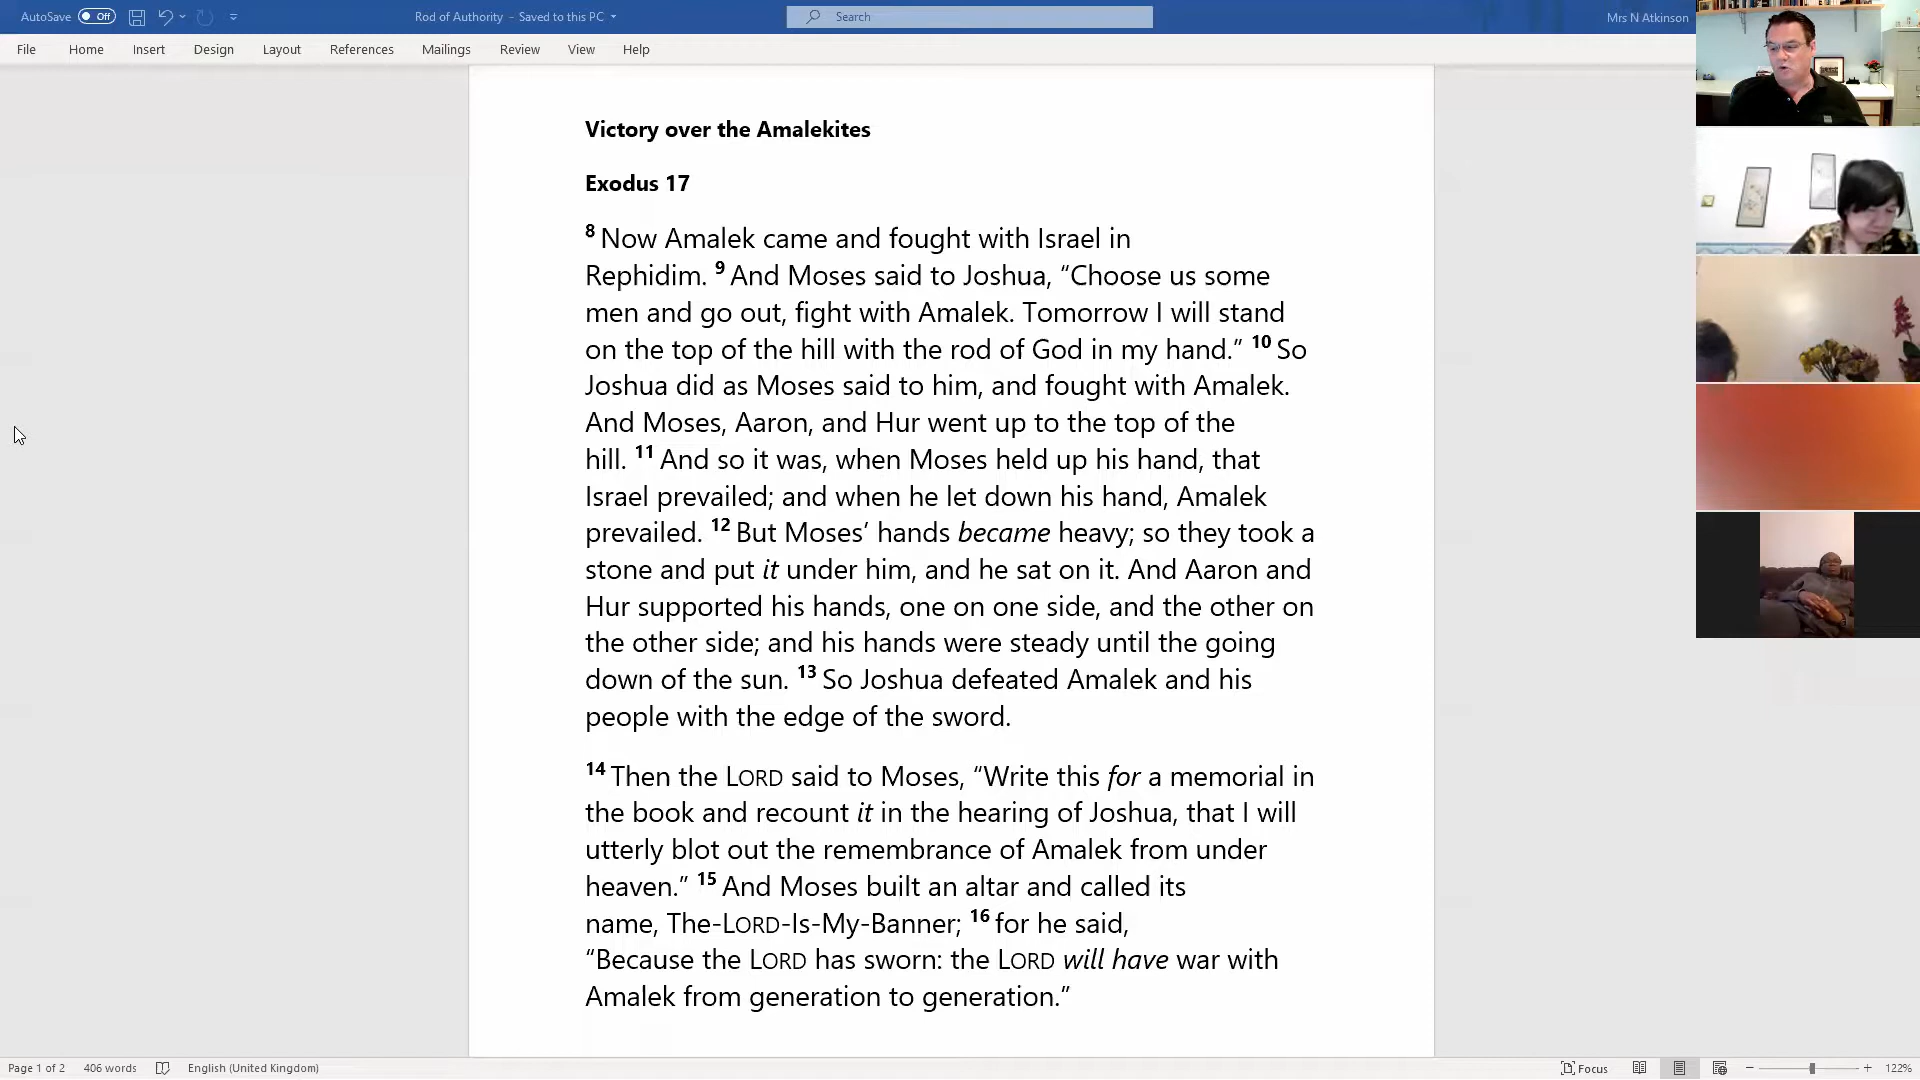 AutoSave Off Rod of Authority - Saved to this PC Search Mrs N Atkinson
File Home Insert Design Layout References Mailings Review View Help
Victory over the Amalekites
Exodus 17
8 Now Amalek came and fought with Israel in
Rephidim. 9 And Moses said to Joshua, “Choose us some
men and go out, fight with Amalek. Tomorrow I will stand
on the top of the hill with the rod of God in my hand.” 10 So
Joshua did as Moses said to him, and fought with Amalek.
And Moses, Aaron, and Hur went up to the top of the
hill. 11 And so it was, when Moses held up his hand, that
Israel prevailed; and when he let down his hand, Amalek
prevailed. 12 But Moses’ hands became heavy; so they took a
stone and put it under him, and he sat on it. And Aaron and
Hur supported his hands, one on one side, and the other on
the other side; and his hands were steady until the going
down of the sun. 13 So Joshua defeated Amalek and his
people with the edge of the sword.
14 Then the LORD said to Moses, “Write this for a memorial in
the book and recount it in the hearing of Joshua, that I will
utterly blot out the remembrance of Amalek from under
heaven.” 15 And Moses built an altar and called its
name, The-LORD-Is-My-Banner; 16 for he said,
“Because the LORD has sworn: the LORD will have war with
Amalek from generation to generation.”
Page 1 of 2 406 words English (United Kingdom) Focus 122%